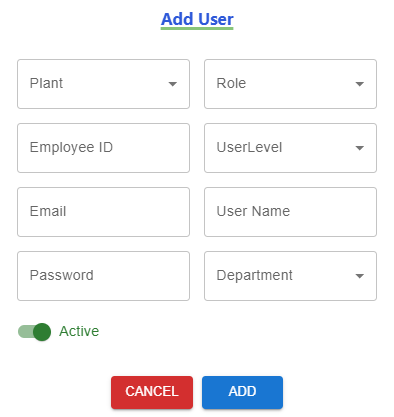 Add User
Plant Role
Employee ID UserLevel
Email User Name
Password Department
Active
CANCEL ADD